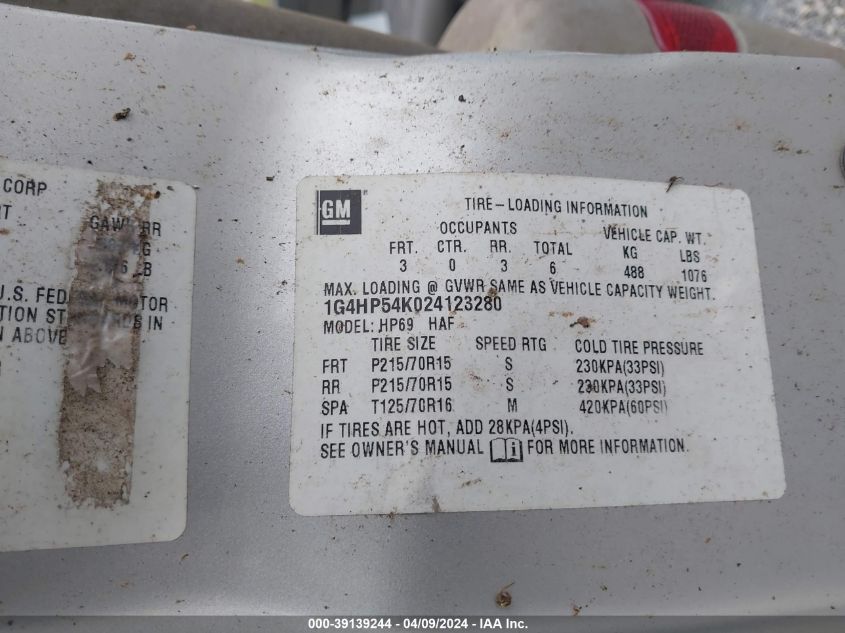 CORP
RT
GAWR RR
U.S. FED
MOTOR
TION
IN
N ABOVE
GM
TIRE-LOADING INFORMATION
OCCUPANTS VEHICLE CAP. WT.
FRT. CTR. RR. TOTAL KG LBS
3 0 3 6 488 1076
MAX. LOADING @ GVWR SAME AS VEHICLE CAPACITY WEIGHT.
1G4HP54K024123280
MODEL: HP69 HAF
TIRE SIZE SPEED RTG COLD TIRE PRESSURE
FRT P215/70R15 S 230KPA(33PSI)
RR P215/70R15 S 230KPA(33PSI)
SPA T125/70R16 M 420KPA(60PSI)
IF TIRES ARE HOT, ADD 28KPA(4PSI).
SEE OWNER'S MANUAL i FOR MORE INFORMATION.
000-39139244 - 04/09/2024 - IAA Inc.